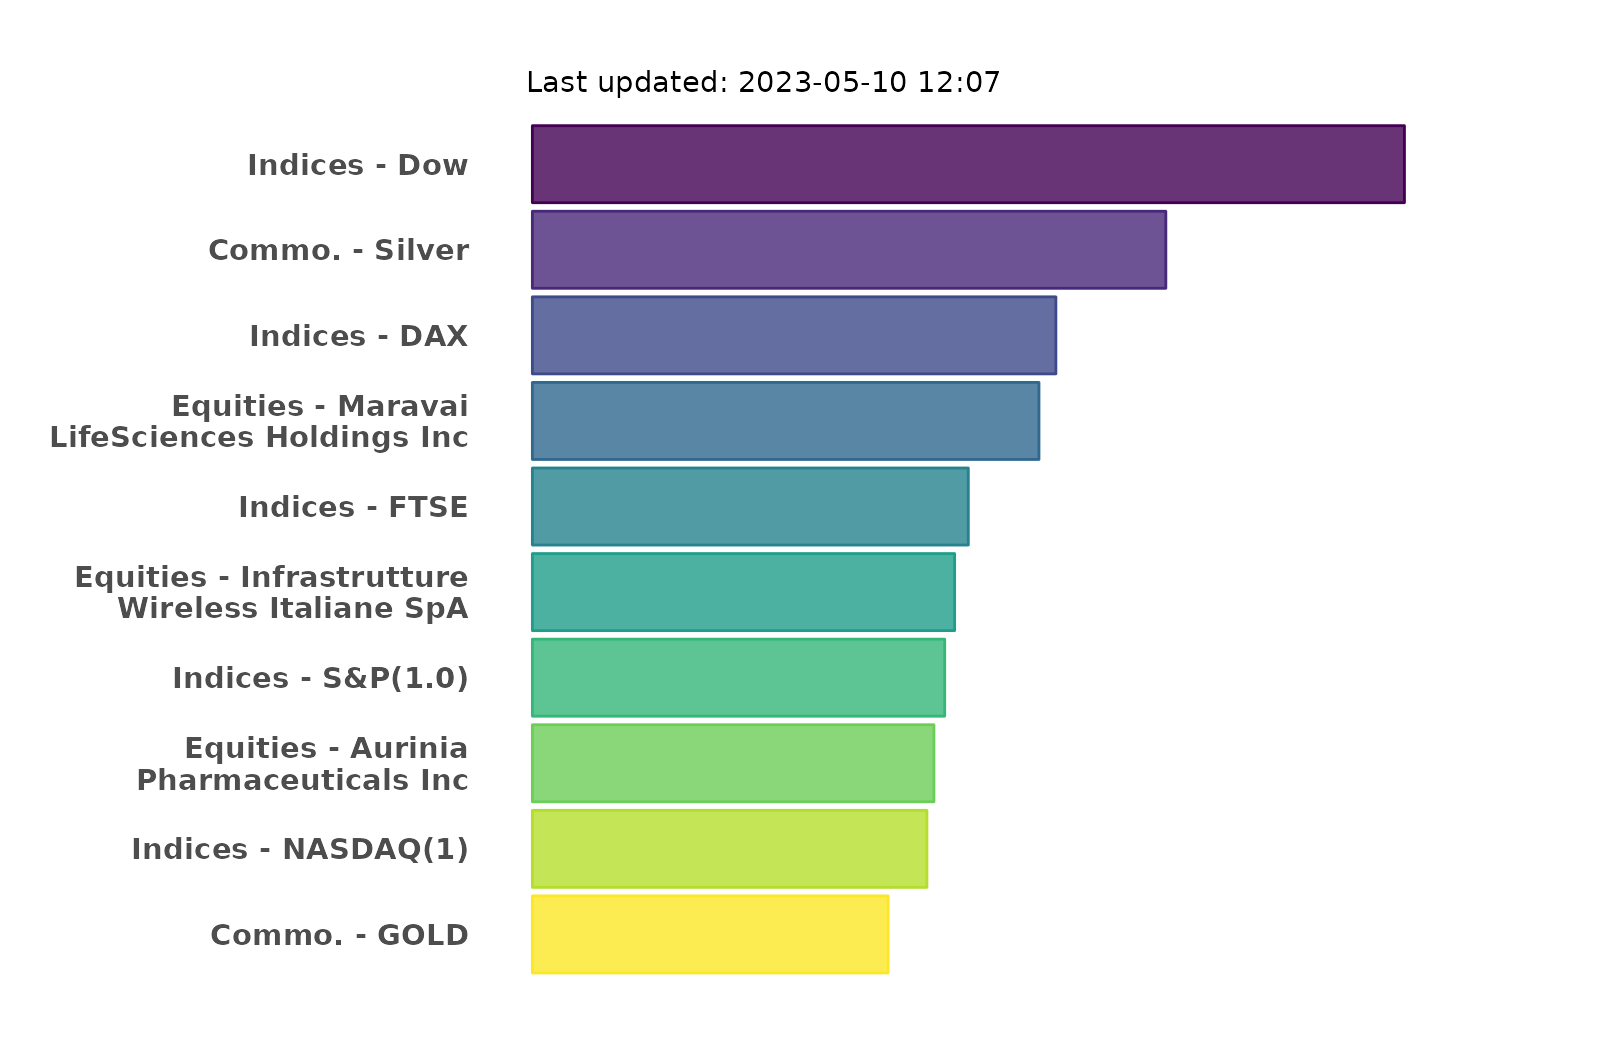 Last updated: 2023-05-10 12:07
Indices - Dow
Commo. - Silver
Indices - DAX
Equities - Maravai
LifeSciences Holdings Inc
Indices - FTSE
Equities - Infrastrutture
Wireless Italiane SpA
Indices - S&P(1.0)
Equities - Aurinia
Pharmaceuticals Inc
Indices - NASDAQ(1)
Commo. - GOLD